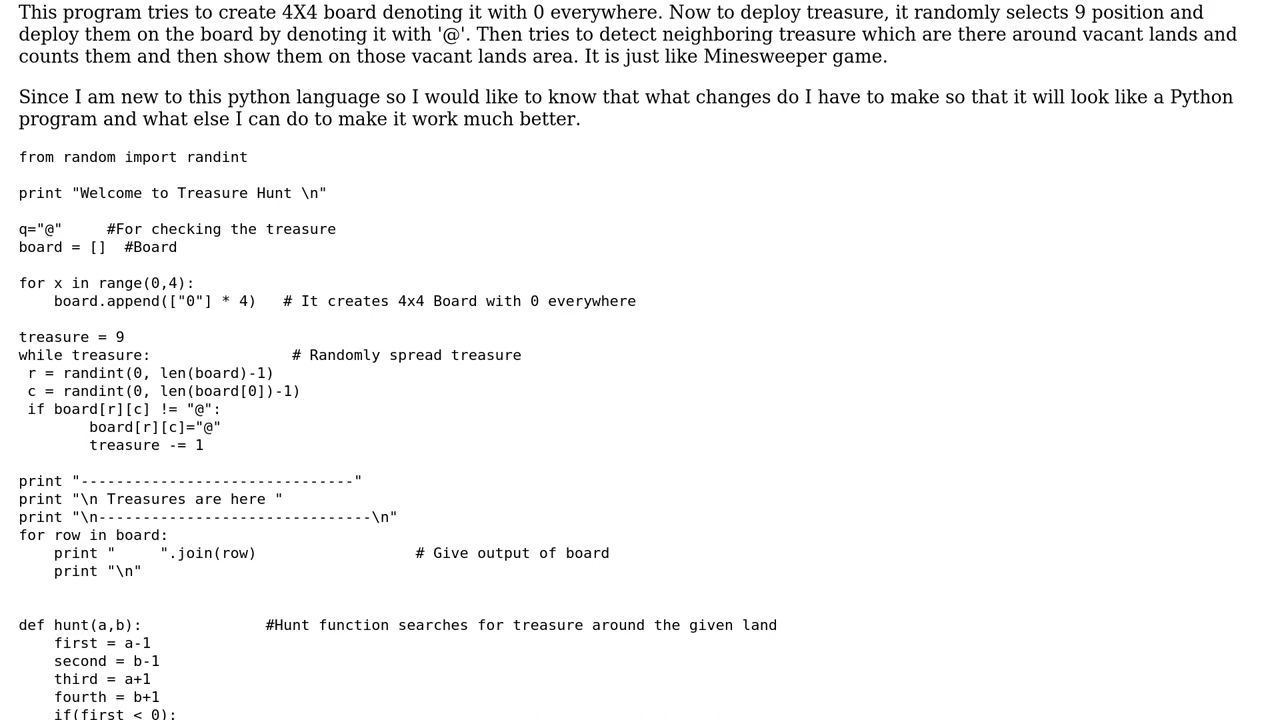 This program tries to create 4X4 board denoting it with 0 everywhere. Now to deploy treasure, it randomly selects 9 position and
deploy them on the board by denoting it with '@'. Then tries to detect neighboring treasure which are there around vacant lands and
counts them and then show them on those vacant lands area. It is just like Minesweeper game.

Since I am new to this python language so I would like to know that what changes do I have to make so that it will look like a Python
program and what else I can do to make it work much better.

from random import randint

print "Welcome to Treasure Hunt \n"

q="@"     #For checking the treasure
board = []  #Board

for x in range(0,4):
    board.append(["0"] * 4)   # It creates 4x4 Board with 0 everywhere

treasure = 9
while treasure:                # Randomly spread treasure
 r = randint(0, len(board)-1)
 c = randint(0, len(board[0])-1)
 if board[r][c] != "@":
        board[r][c]="@"
        treasure -= 1

print "-------------------------------"
print "\n Treasures are here "
print "\n-------------------------------\n"
for row in board:
    print "     ".join(row)                  # Give output of board
    print "\n"


def hunt(a,b):              #Hunt function searches for treasure around the given land
    first = a-1
    second = b-1
    third = a+1
    fourth = b+1
    if(first < 0):